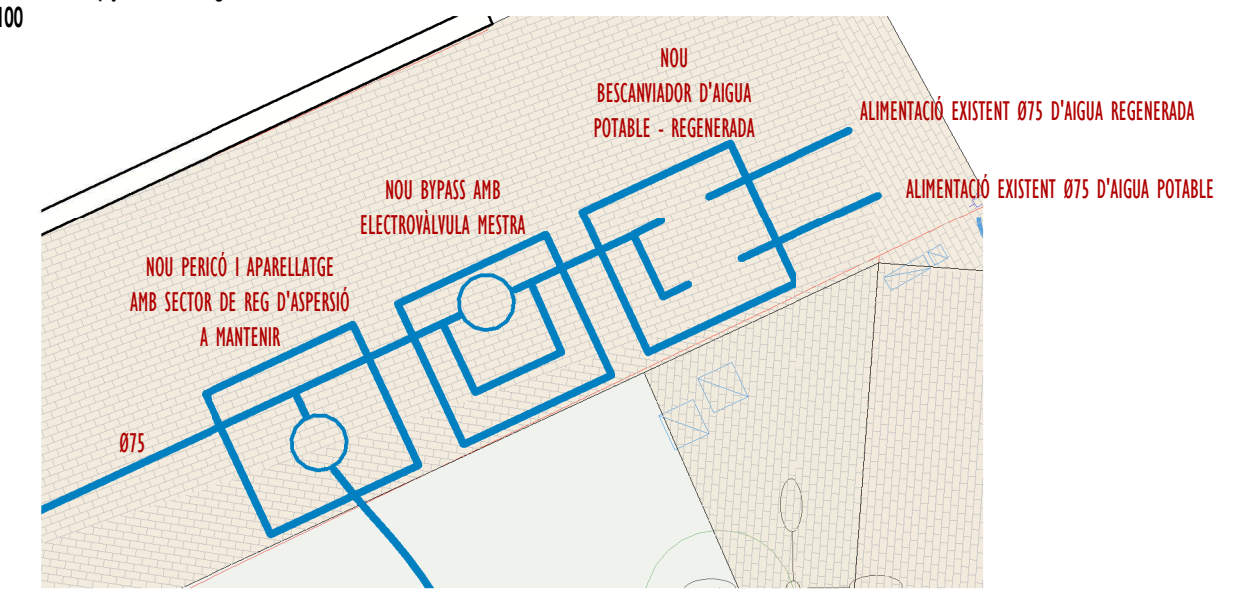 100
NOU
BESCANVIADOR D'AIGUA
POTABLE - REGENERADA
ALIMENTACIÓ EXISTENT Ø75 D'AIGUA REGENERADA
ALIMENTACIÓ EXISTENT Ø75 D'AIGUA POTABLE
NOU BYPASS AMB
ELECTROVÀLVULA MESTRA
NOU PERICÓ I APARELLATGE
AMB SECTOR DE REG D'ASPERSIÓ
A MANTENIR
Ø75